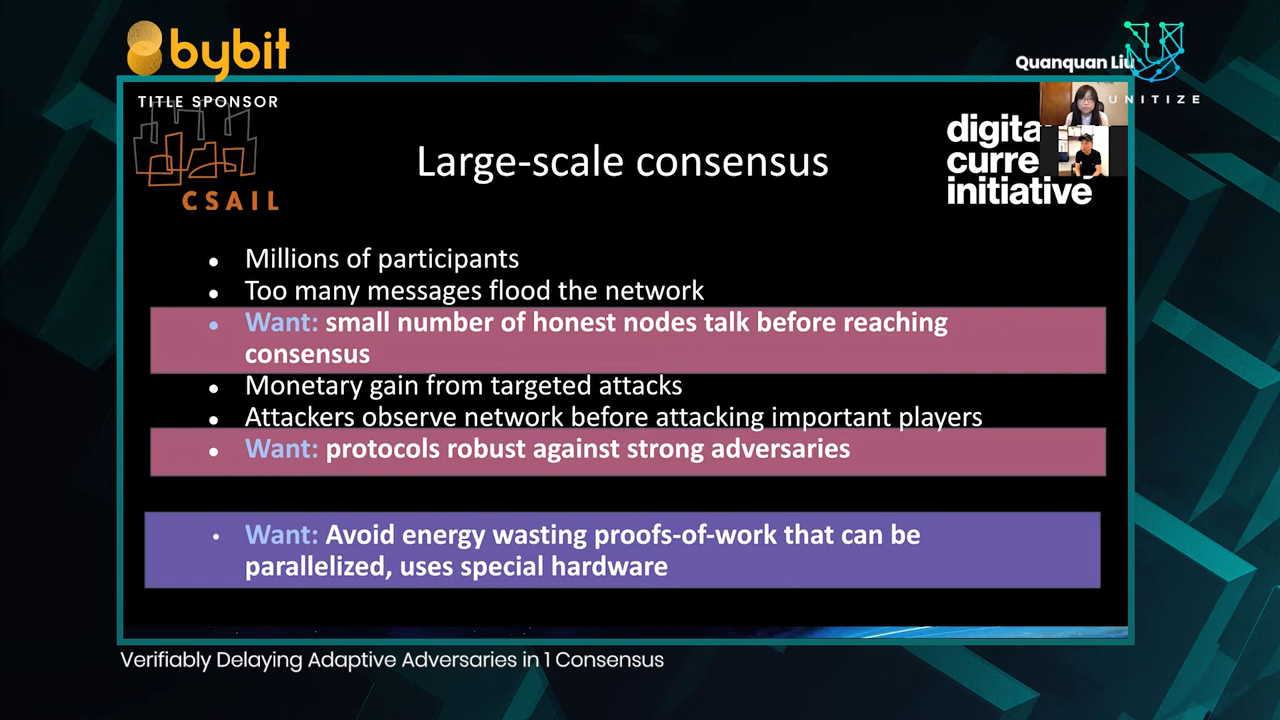 bybit
TITLE SPONSOR
Quanquan Liu
UNITIZE
CSAIL
Large-scale consensus
digita
curre
initiative
Millions of participants
Too many messages flood the network
Want: small number of honest nodes talk before reaching
consensus
Monetary gain from targeted attacks
Attackers observe network before attacking important players
Want: protocols robust against strong adversaries
Want: Avoid energy wasting proofs-of-work that can be
parallelized, uses special hardware
Verifiably Delaying Adaptive Adversaries in 1 Consensus